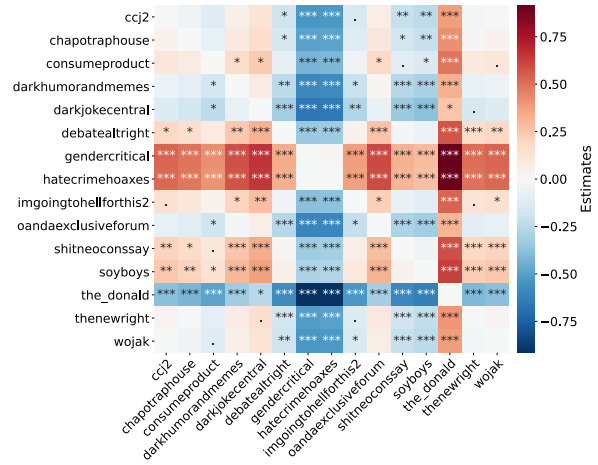 ccj2 * *** *** . ** ** ***
chapotraphouse * *** *** * ** ***
consumeproduct * * *** *** * . * *** .
darkhumorandmemes * ** *** *** * *** *** ***
darkjokecentral * *** *** *** ** *** *** * .
debatealtright * * ** *** *** *** *** *** *** **
gendercritical *** *** *** *** *** *** *** *** *** *** *** *** ***
hatecrimehoaxes *** *** *** *** *** *** *** *** *** *** *** *** ***
imgoingtohellforthis2 . * ** *** *** * *** . *
oandaexclusiveforum * *** *** *** * *** *** ***
shitneoconssay ** * . *** *** *** *** *** *** *** ***
soyboys ** ** * *** *** *** *** *** *** *** ***
the_donald *** *** *** *** * *** *** *** *** *** *** *** *** ***
thenewright . *** *** *** . *** *** ***
wojak . ** *** *** * *** *** ***
ccj2
chapotraphouse
consumeproduct
darkhumorandmemes
darkjokecentral
debatealtright
gendercritical
hatecrimehoaxes
imgoingtohellforthis2
oandaexclusiveforum
shitneoconssay
soyboys
the_donald
thenewright
wojak
0.75
0.50
0.25
0.00
−0.25
−0.50
−0.75
Estimates